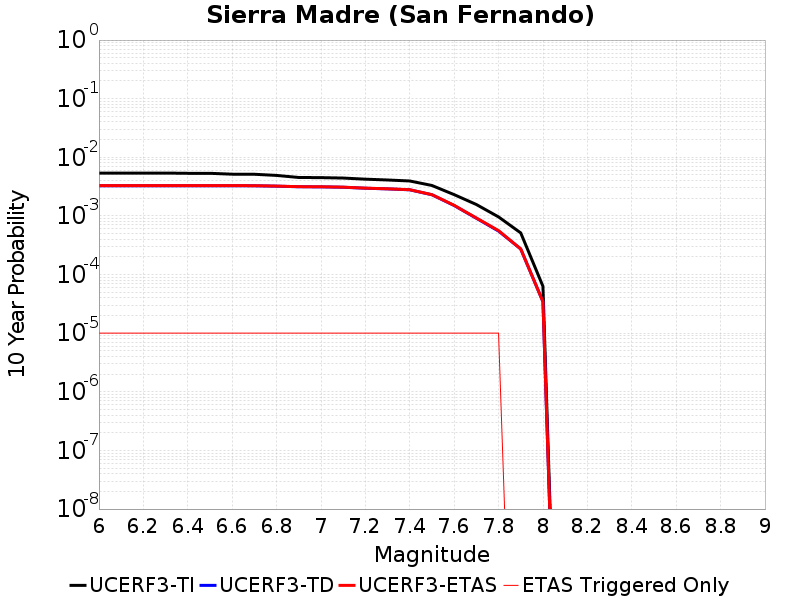 Sierra Madre (San Fernando)
10^0
10^-1
10^-2
10^-3
10^-4
10^-5
10^-6
10^-7
10^-8
10 Year Probability
6 6.2 6.4 6.6 6.8 7 7.2 7.4 7.6 7.8 8 8.2 8.4 8.6 8.8 9
Magnitude
UCERF3-TI UCERF3-TD UCERF3-ETAS ETAS Triggered Only